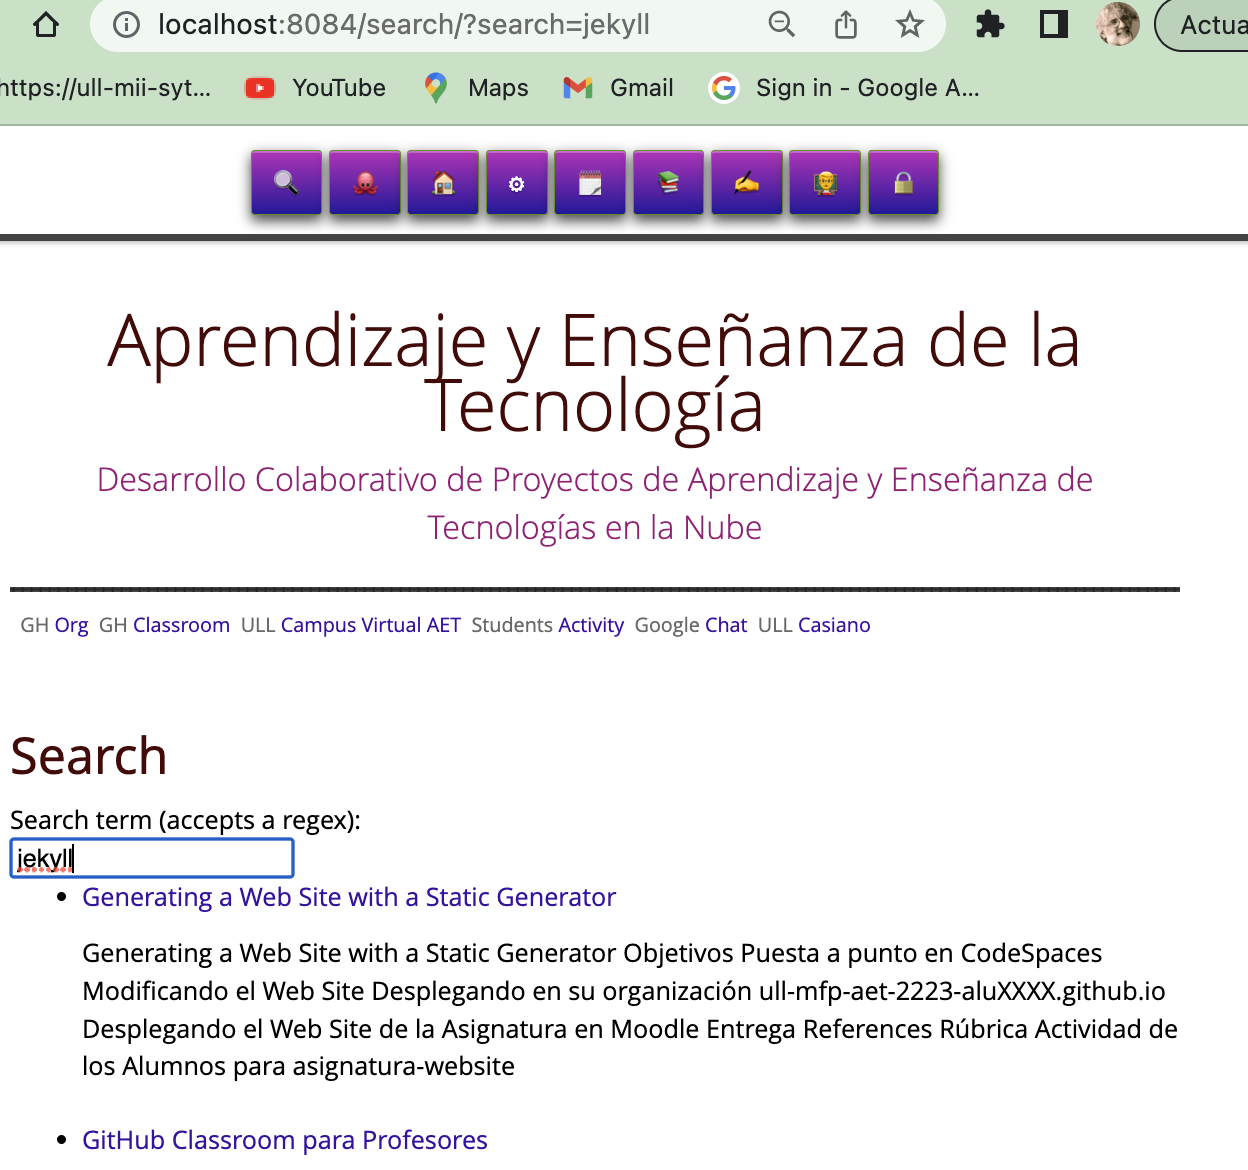 localhost:8084/search/?search=jekyll
Actua
https://ull-mii-syt...
YouTube
Maps
Gmail
Sign in - Google A...
Aprendizaje y Enseñanza de la
Tecnología
Desarrollo Colaborativo de Proyectos de Aprendizaje y Enseñanza de
Tecnologías en la Nube
GH Org GH Classroom ULL Campus Virtual AET Students Activity Google Chat ULL Casiano
Search
Search term (accepts a regex):
jekyll
Generating a Web Site with a Static Generator
Generating a Web Site with a Static Generator Objetivos Puesta a punto en CodeSpaces
Modificando el Web Site Desplegando en su organización ull-mfp-aet-2223-aluXXXX.github.io
Desplegando el Web Site de la Asignatura en Moodle Entrega References Rúbrica Actividad de
los Alumnos para asignatura-website
GitHub Classroom para Profesores